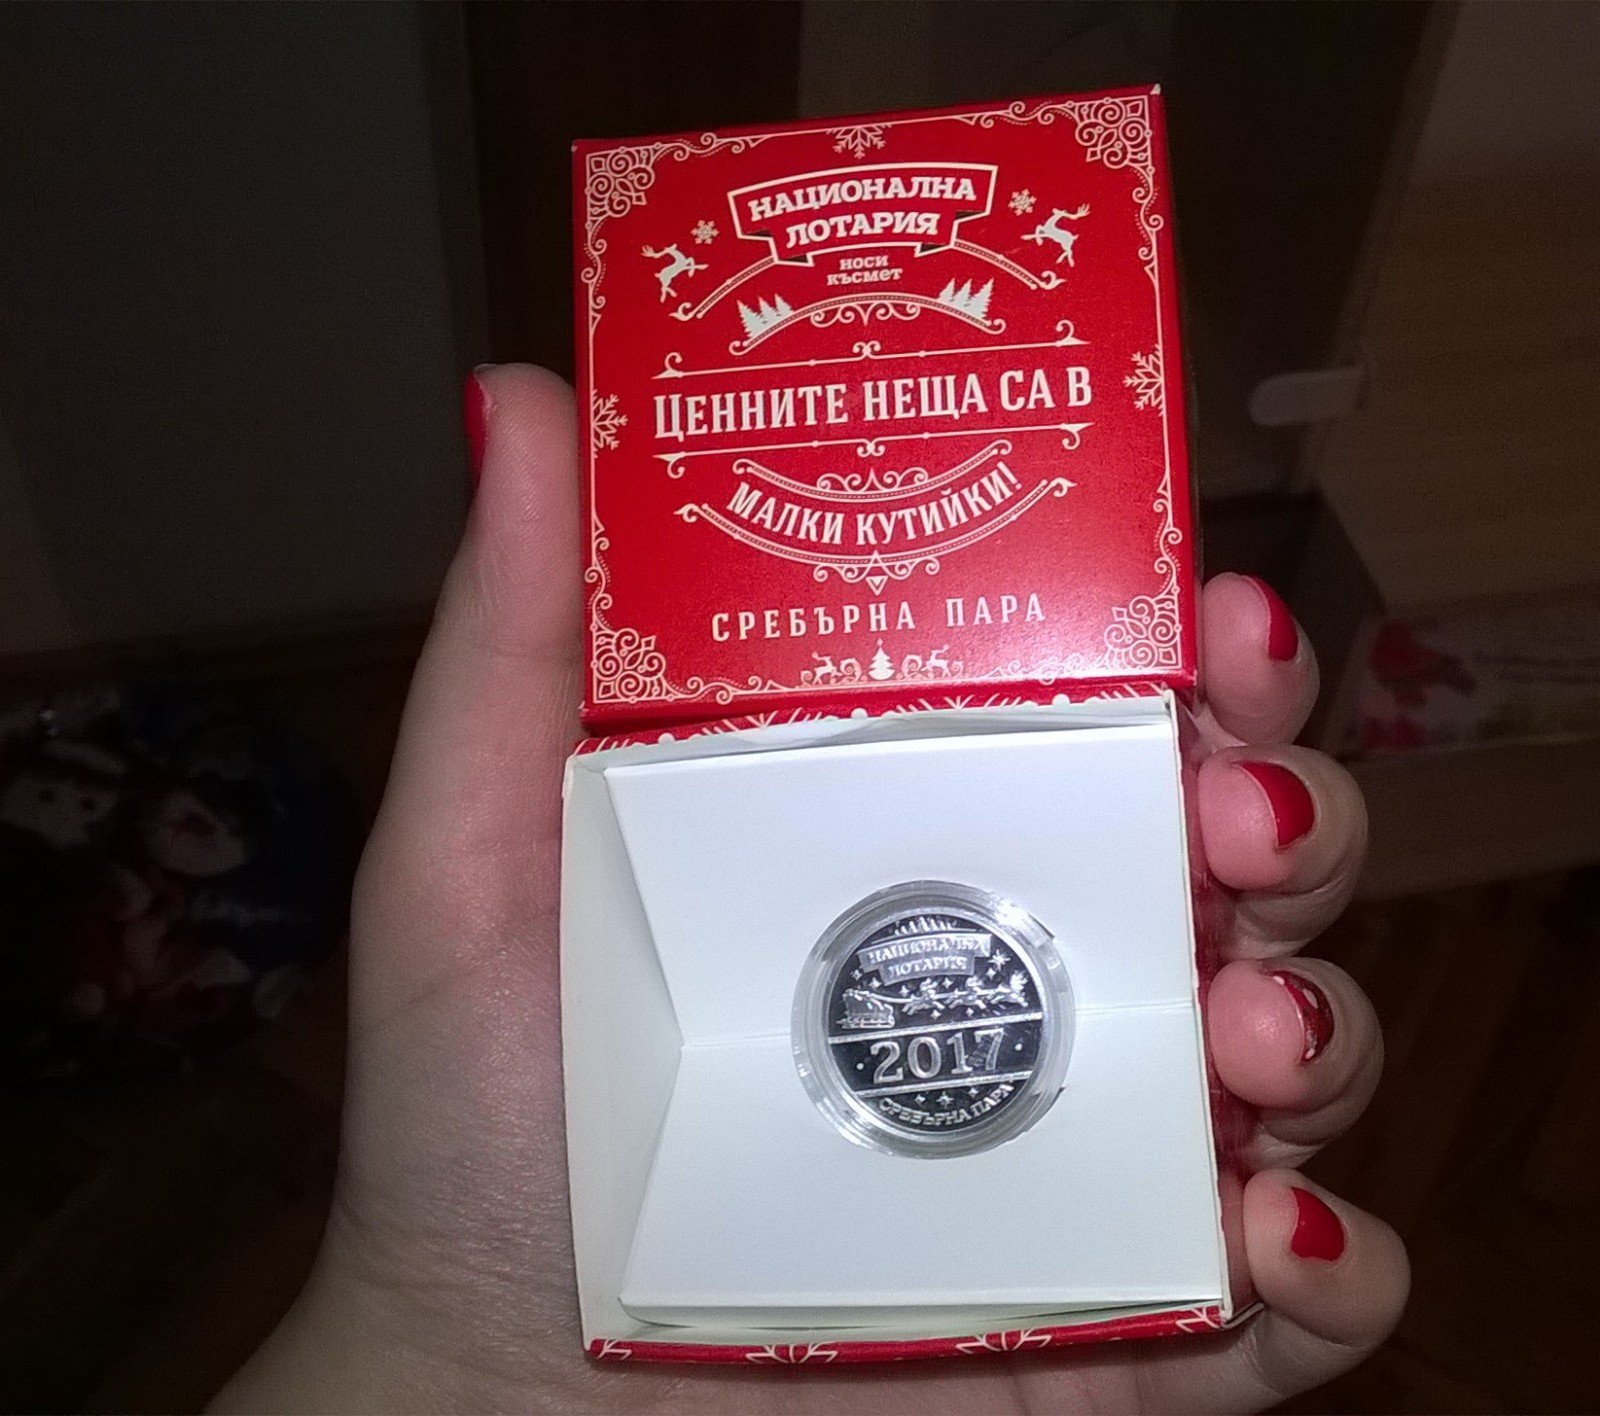 НАЦИОНАЛНА
ЛОТАРИЯ
НОСИ
КЪСМЕТ
ЦЕННИТЕ НЕЩА СА В
МАЛКИ КУТИЙКИ!
СРЕБЪРНА ПАРА
НАЦИОНАЛНА
ЛОТАРИЯ
2017
СРЕБЪРНА ПАРА